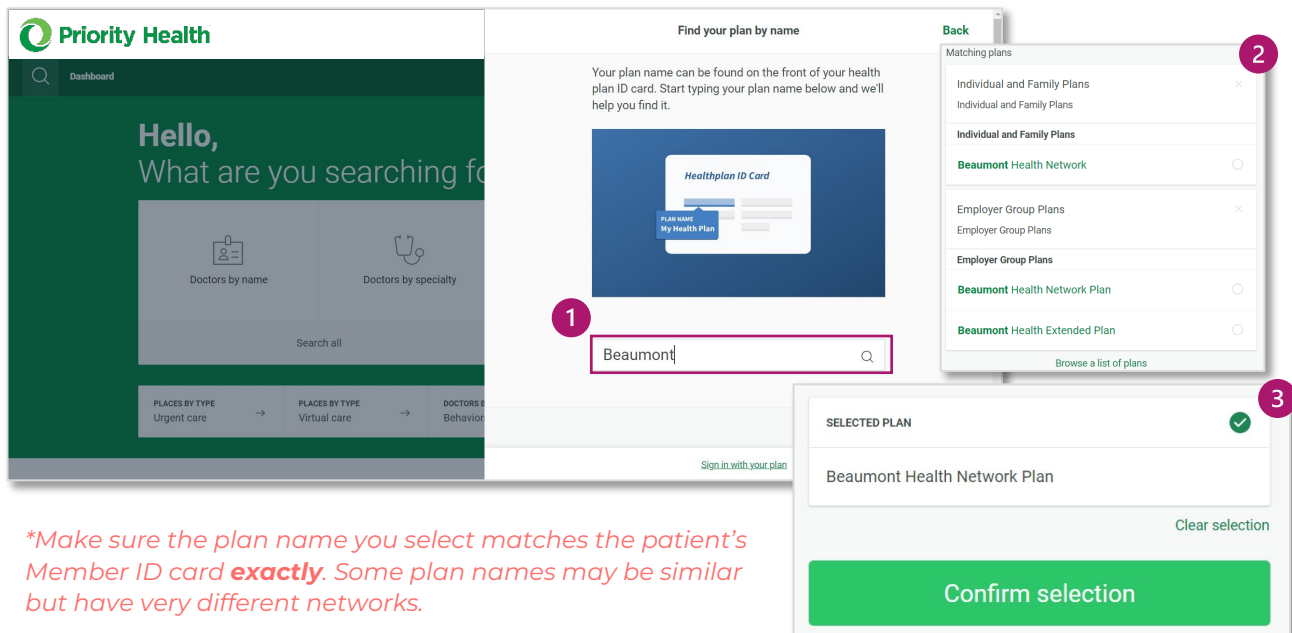 Priority Health
Dashboard
Hello,
What are you searching fo
Doctors by name
Doctors by specialty
Search all
PLACES BY TYPE
Urgent care
PLACES BY TYPE
Virtual care
DOCTORS B
Behavior
Find your plan by name
Back
Your plan name can be found on the front of your health
plan ID card. Start typing your plan name below and we'll
help you find it.
Healthplan ID Card
PLAN NAME
My Health Plan
1
Beaumont
Sign in with your plan
2
Matching plans
Individual and Family Plans
Individual and Family Plans
Individual and Family Plans
Beaumont Health Network
Employer Group Plans
Employer Group Plans
Employer Group Plans
Beaumont Health Network Plan
Beaumont Health Extended Plan
Browse a list of plans
3
SELECTED PLAN
Beaumont Health Network Plan
Clear selection
Confirm selection
*Make sure the plan name you select matches the patient's
Member ID card exactly. Some plan names may be similar
but have very different networks.